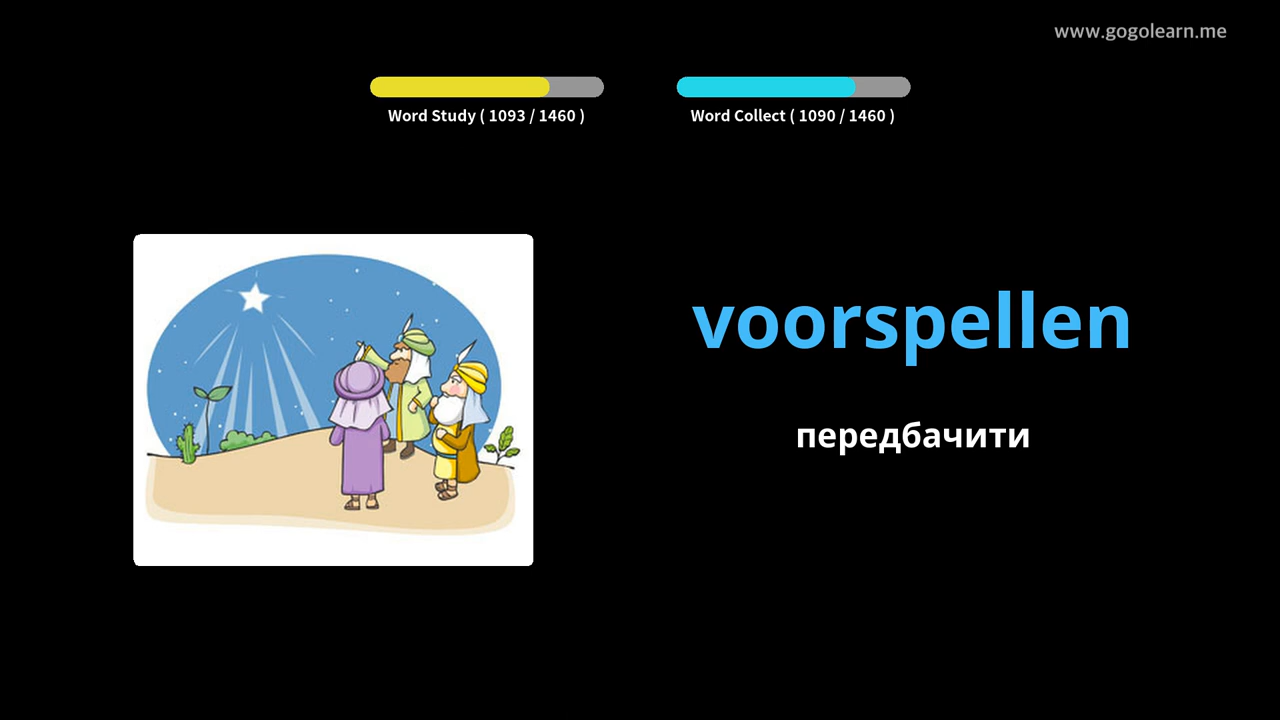 www.gogolearn.me
Word Study ( 1093 / 1460 )
Word Collect ( 1090 / 1460 )
voorspellen
передбачити